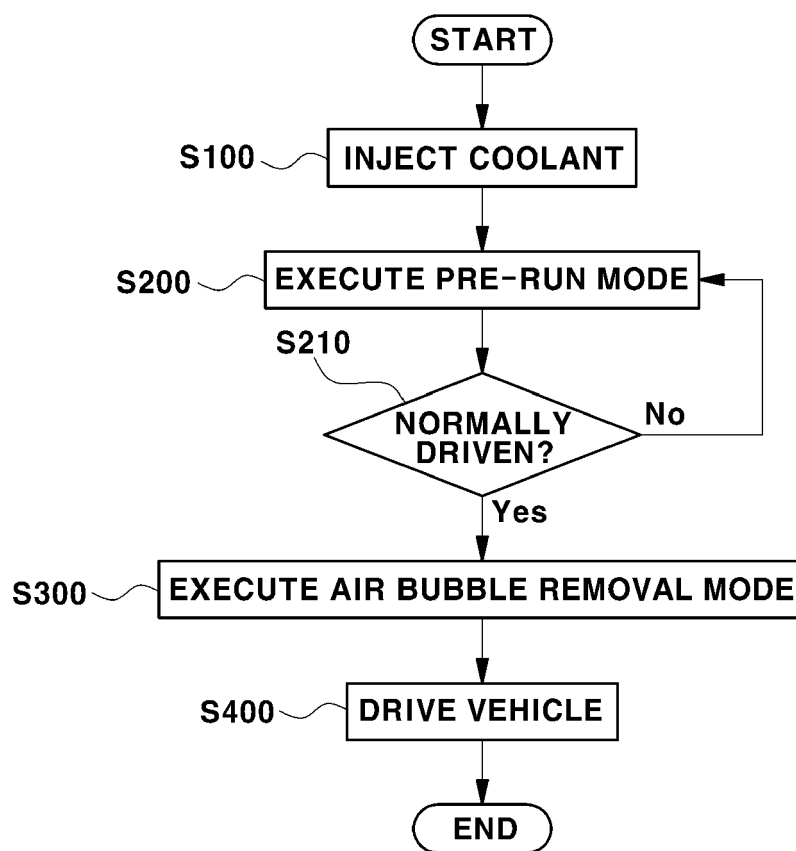 START
S100
INJECT COOLANT
S200
EXECUTE PRE-RUN MODE
S210
NORMALLY
DRIVEN?
No
Yes
S300
EXECUTE AIR BUBBLE REMOVAL MODE
S400
DRIVE VEHICLE
END